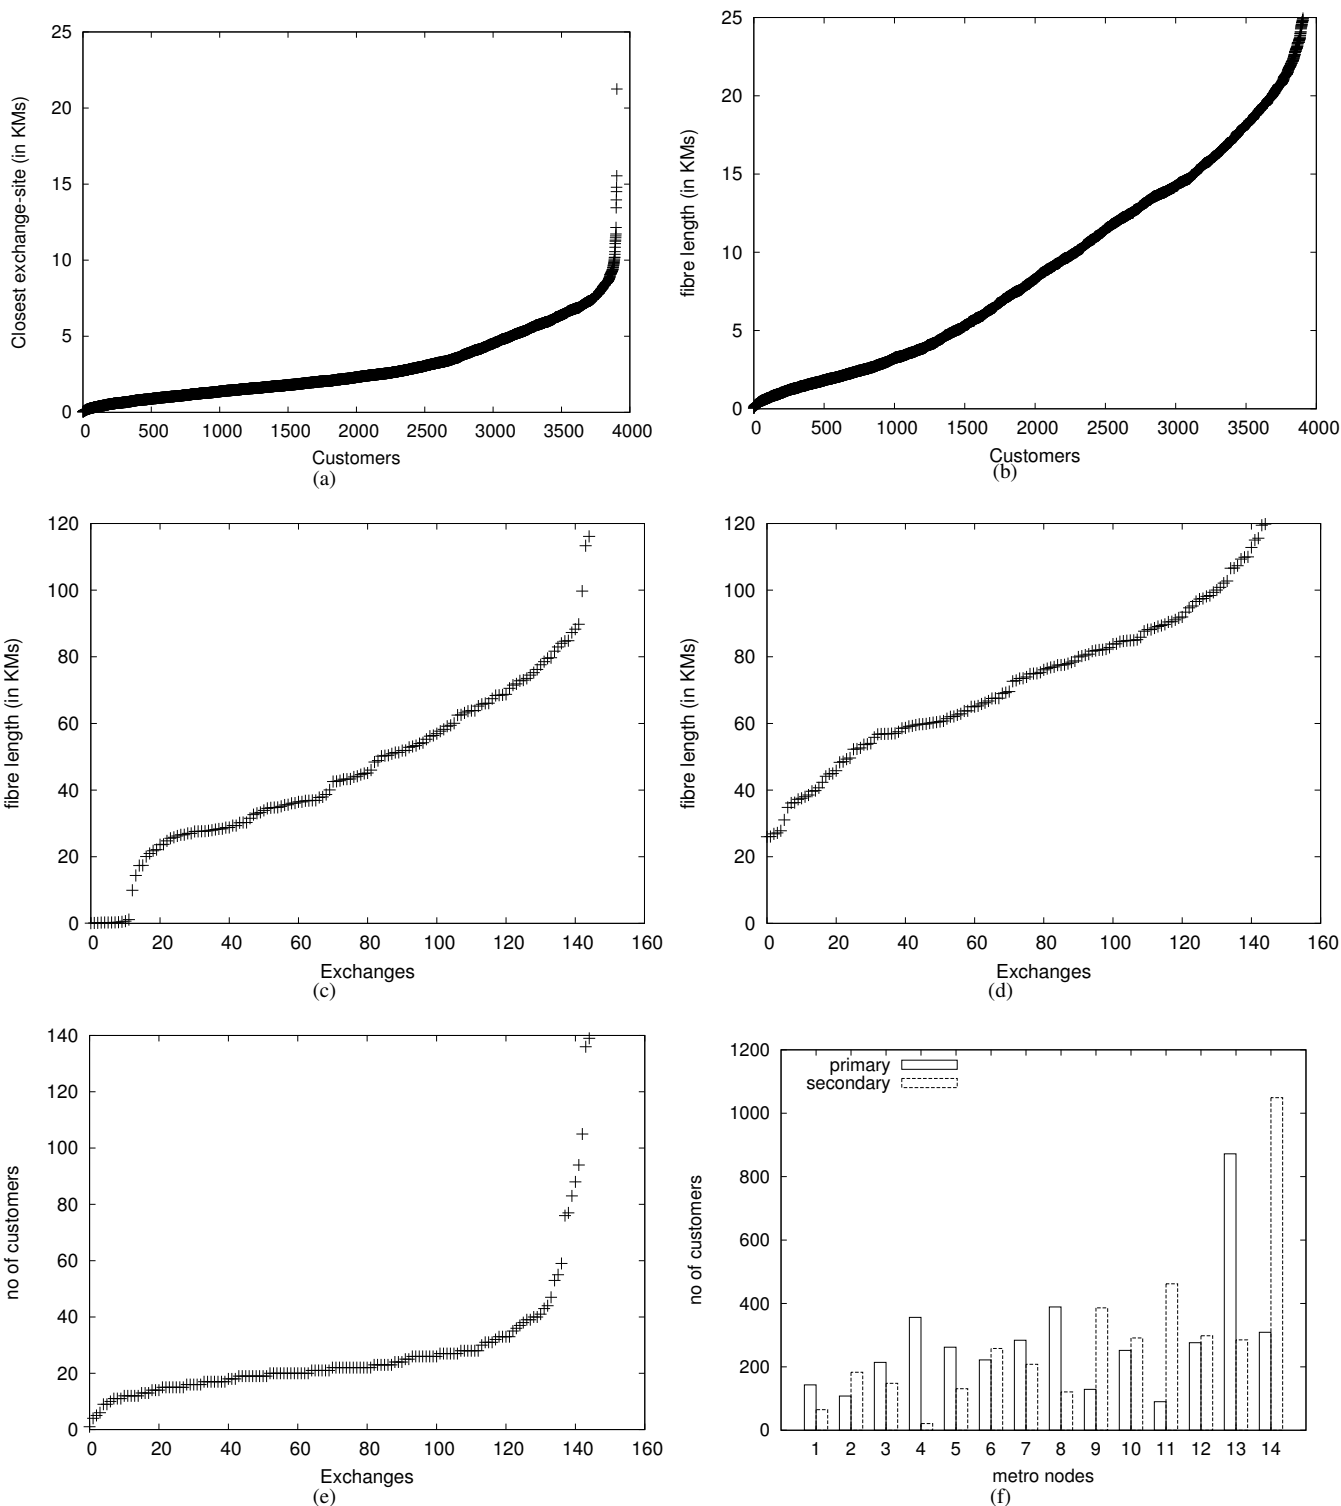 25
20
15
10
5
0
Closest exchange-site (in KMs)
0 500 1000 1500 2000 2500 3000 3500 4000
Customers
(a)
25
20
15
10
5
0
fibre length (in KMs)
0 500 1000 1500 2000 2500 3000 3500 4000
Customers
(b)
120
100
80
60
40
20
0
fibre length (in KMs)
0 20 40 60 80 100 120 140 160
Exchanges
(c)
120
100
80
60
40
20
0
fibre length (in KMs)
0 20 40 60 80 100 120 140 160
Exchanges
(d)
140
120
100
80
60
40
20
0
no of customers
0 20 40 60 80 100 120 140 160
Exchanges
(e)
1200
1000
800
600
400
200
0
no of customers
primary
secondary
1 2 3 4 5 6 7 8 9 10 11 12 13 14
metro nodes
(f)